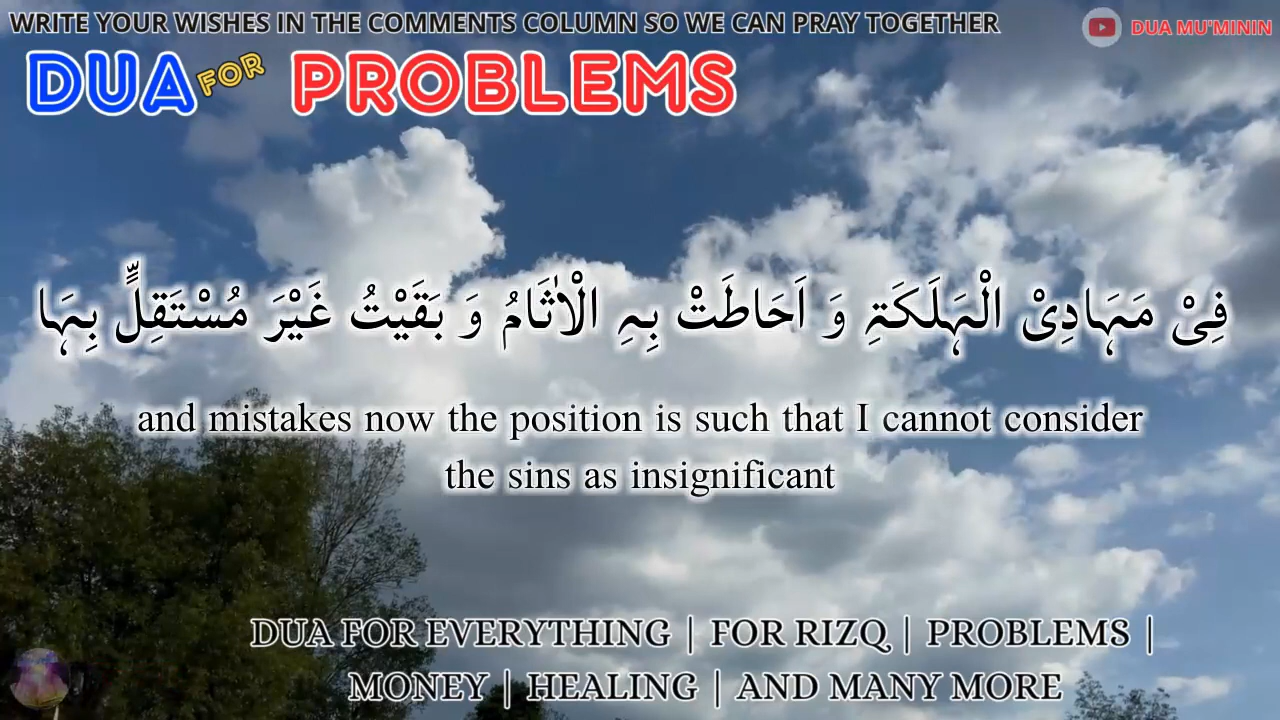 WRITE YOUR WISHES IN THE COMMENTS COLUMN SO WE CAN PRAY TOGETHER
DUA MU'MININ
DUA FOR PROBLEMS
فِیْ مَہَادِیْ الْہَلَکَۃِ وَ اَحَاطَتْ بِہِ الْاٰثَامُ وَ بَقَیْتُ غَیْرَ مُسْتَقِلٍّ بِہَا
and mistakes now the position is such that I cannot consider
the sins as insignificant
DUA FOR EVERYTHING | FOR RIZQ | PROBLEMS |
MONEY | HEALING | AND MANY MORE